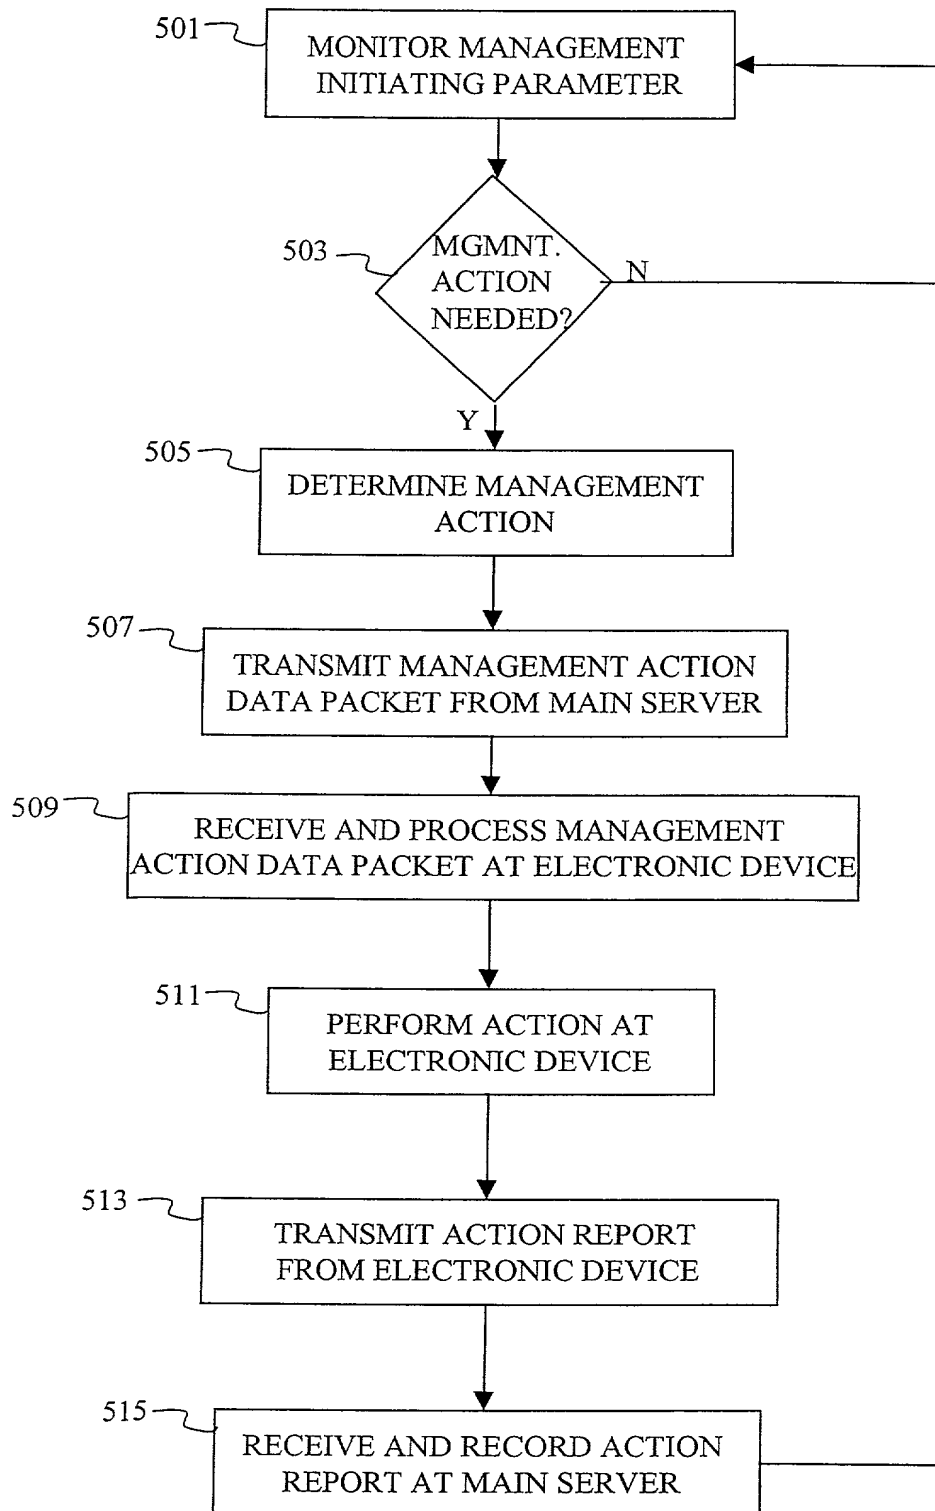 501
MONITOR MANAGEMENT
INITIATING PARAMETER
503
MGMNT.
ACTION
NEEDED?
N
Y
505
DETERMINE MANAGEMENT
ACTION
507
TRANSMIT MANAGEMENT ACTION
DATA PACKET FROM MAIN SERVER
509
RECEIVE AND PROCESS MANAGEMENT
ACTION DATA PACKET AT ELECTRONIC DEVICE
511
PERFORM ACTION AT
ELECTRONIC DEVICE
513
TRANSMIT ACTION REPORT
FROM ELECTRONIC DEVICE
515
RECEIVE AND RECORD ACTION
REPORT AT MAIN SERVER